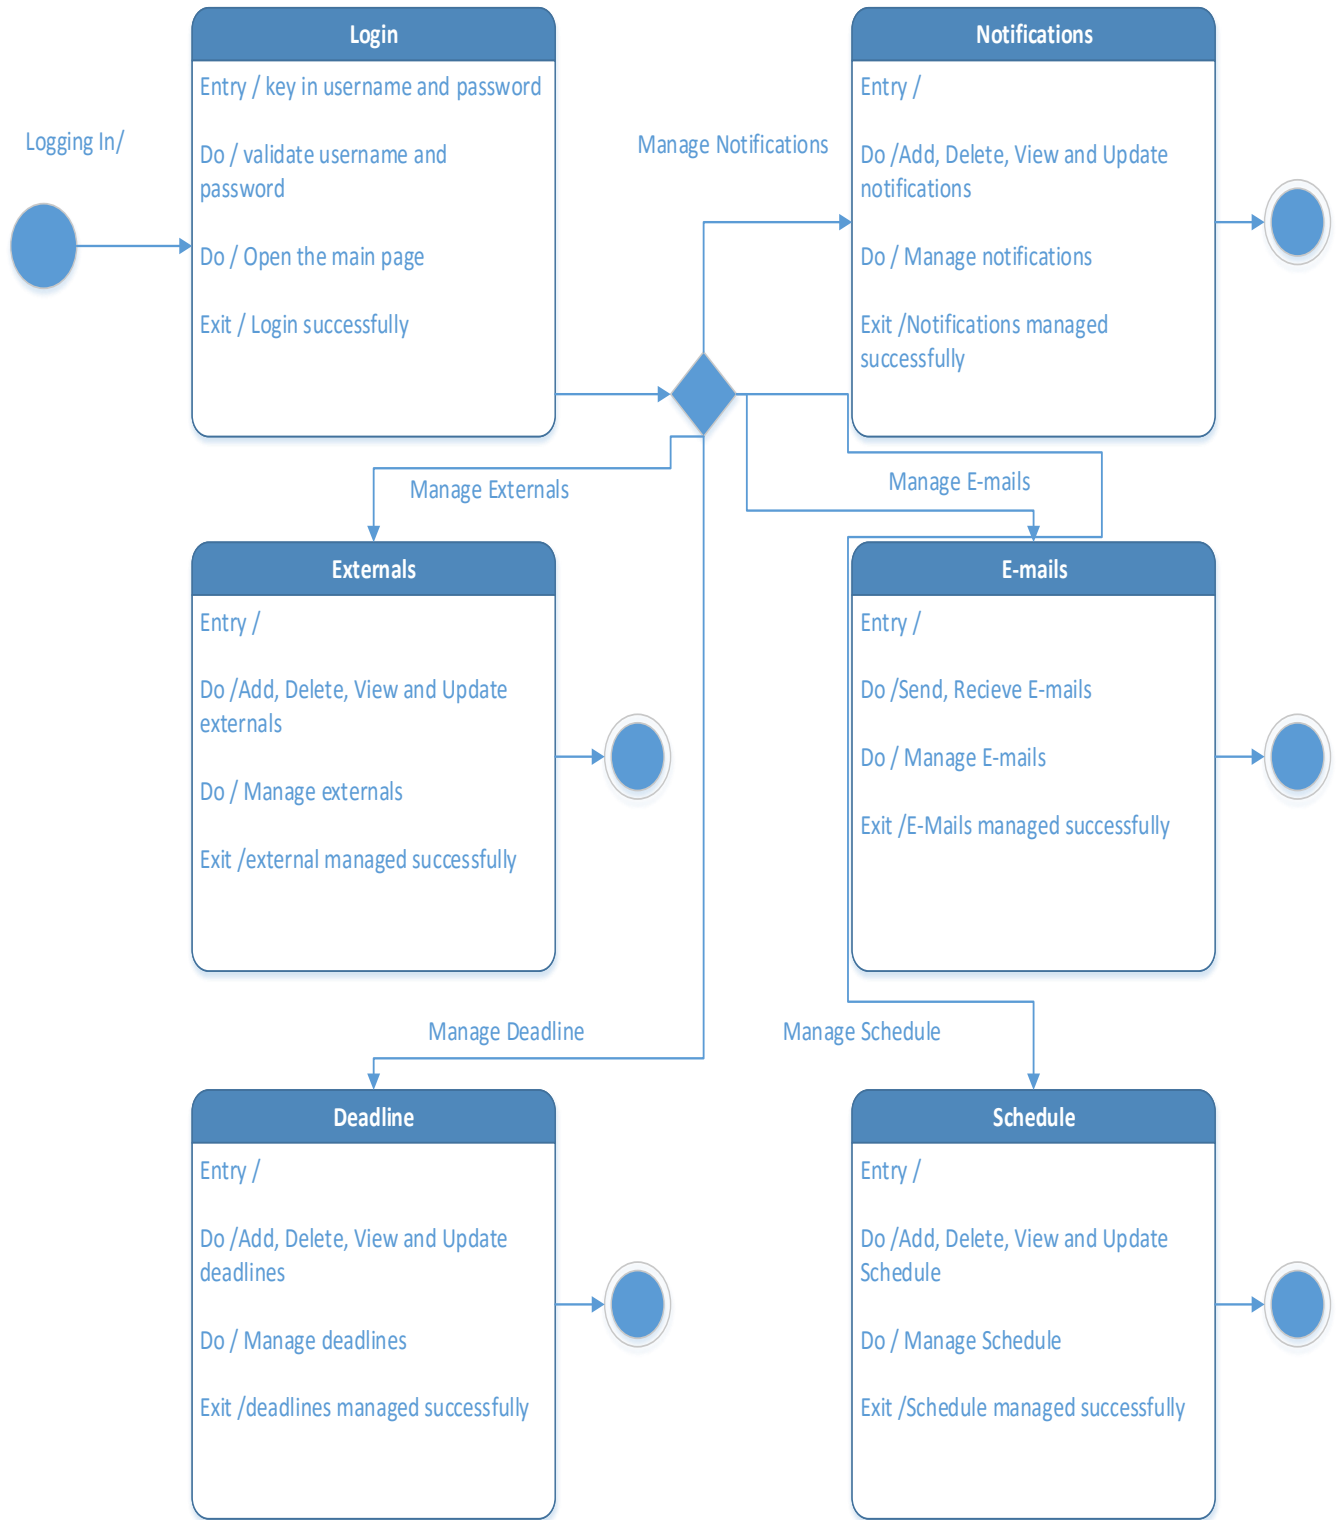 Logging In/
Login
Entry / key in username and password
Do / validate username and
password
Do / Open the main page
Exit / Login successfully
Manage Notifications
Notifications
Entry /
Do /Add, Delete, View and Update
notifications
Do / Manage notifications
Exit /Notifications managed
successfully
Manage Externals
Manage E-mails
Externals
Entry /
Do /Add, Delete, View and Update
externals
Do / Manage externals
Exit /external managed successfully
E-mails
Entry /
Do /Send, Recieve E-mails
Do / Manage E-mails
Exit /E-Mails managed successfully
Manage Deadline
Manage Schedule
Deadline
Entry /
Do /Add, Delete, View and Update
deadlines
Do / Manage deadlines
Exit /deadlines managed successfully
Schedule
Entry /
Do /Add, Delete, View and Update
Schedule
Do / Manage Schedule
Exit /Schedule managed successfully